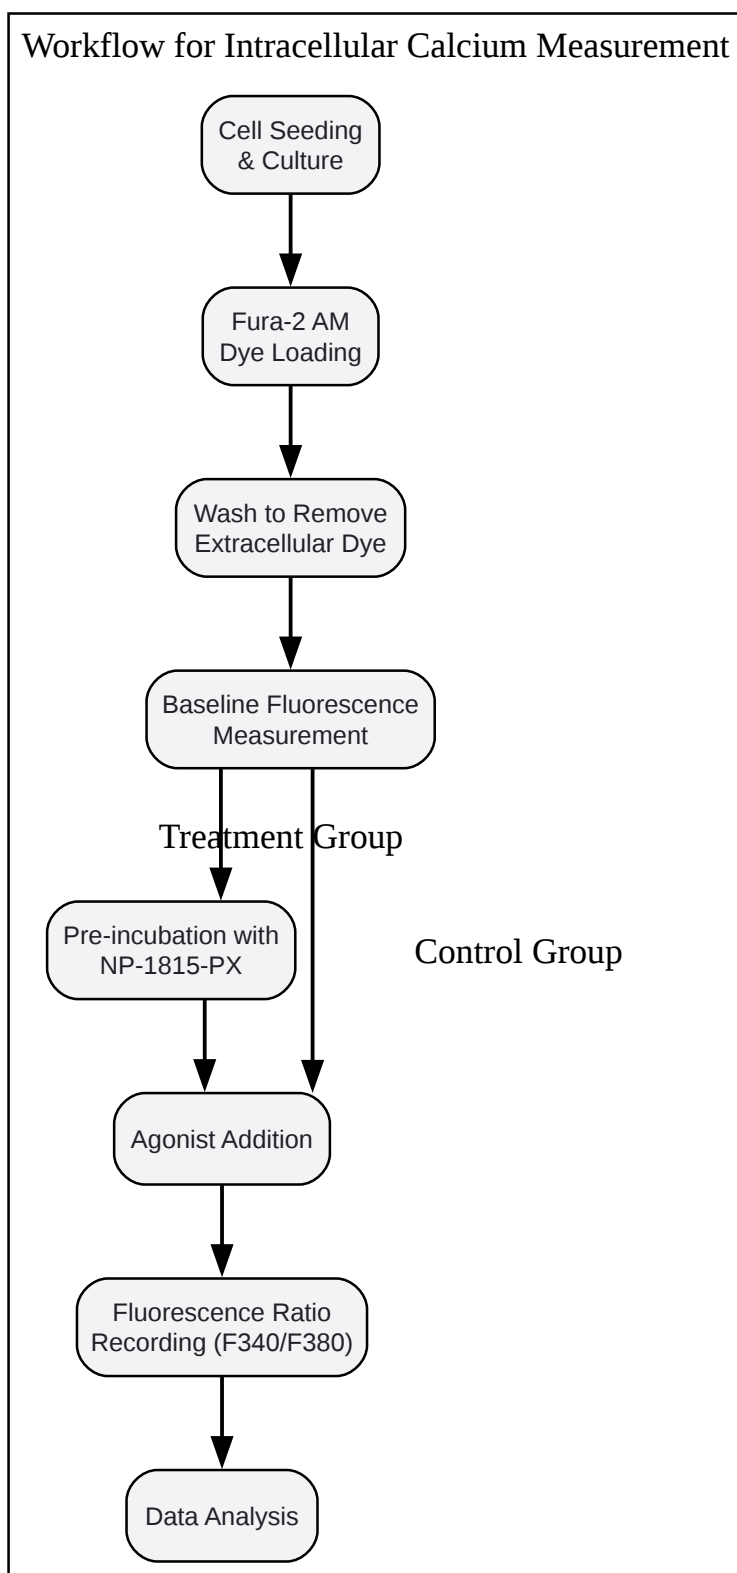 Workflow for Intracellular Calcium Measurement
Cell Seeding
& Culture
Fura-2 AM
Dye Loading
Wash to Remove
Extracellular Dye
Baseline Fluorescence
Measurement
Treatment Group
Pre-incubation with
NP-1815-PX
Control Group
Agonist Addition
Fluorescence Ratio
Recording (F340/F380)
Data Analysis